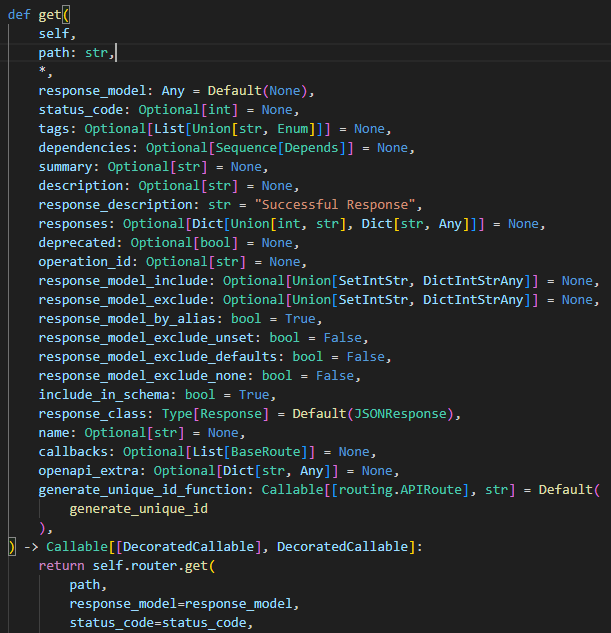 def get(
    self,
    path: str,
    *,
    response_model: Any = Default(None),
    status_code: Optional[int] = None,
    tags: Optional[List[Union[str, Enum]]] = None,
    dependencies: Optional[Sequence[Depends]] = None,
    summary: Optional[str] = None,
    description: Optional[str] = None,
    response_description: str = "Successful Response",
    responses: Optional[Dict[Union[int, str], Dict[str, Any]]] = None,
    deprecated: Optional[bool] = None,
    operation_id: Optional[str] = None,
    response_model_include: Optional[Union[SetIntStr, DictIntStrAny]] = None,
    response_model_exclude: Optional[Union[SetIntStr, DictIntStrAny]] = None,
    response_model_by_alias: bool = True,
    response_model_exclude_unset: bool = False,
    response_model_exclude_defaults: bool = False,
    response_model_exclude_none: bool = False,
    include_in_schema: bool = True,
    response_class: Type[Response] = Default(JSONResponse),
    name: Optional[str] = None,
    callbacks: Optional[List[BaseRoute]] = None,
    openapi_extra: Optional[Dict[str, Any]] = None,
    generate_unique_id_function: Callable[[routing.APIRoute], str] = Default(
        generate_unique_id
    ),
) -> Callable[[DecoratedCallable], DecoratedCallable]:
    return self.router.get(
        path,
        response_model=response_model,
        status_code=status_code,